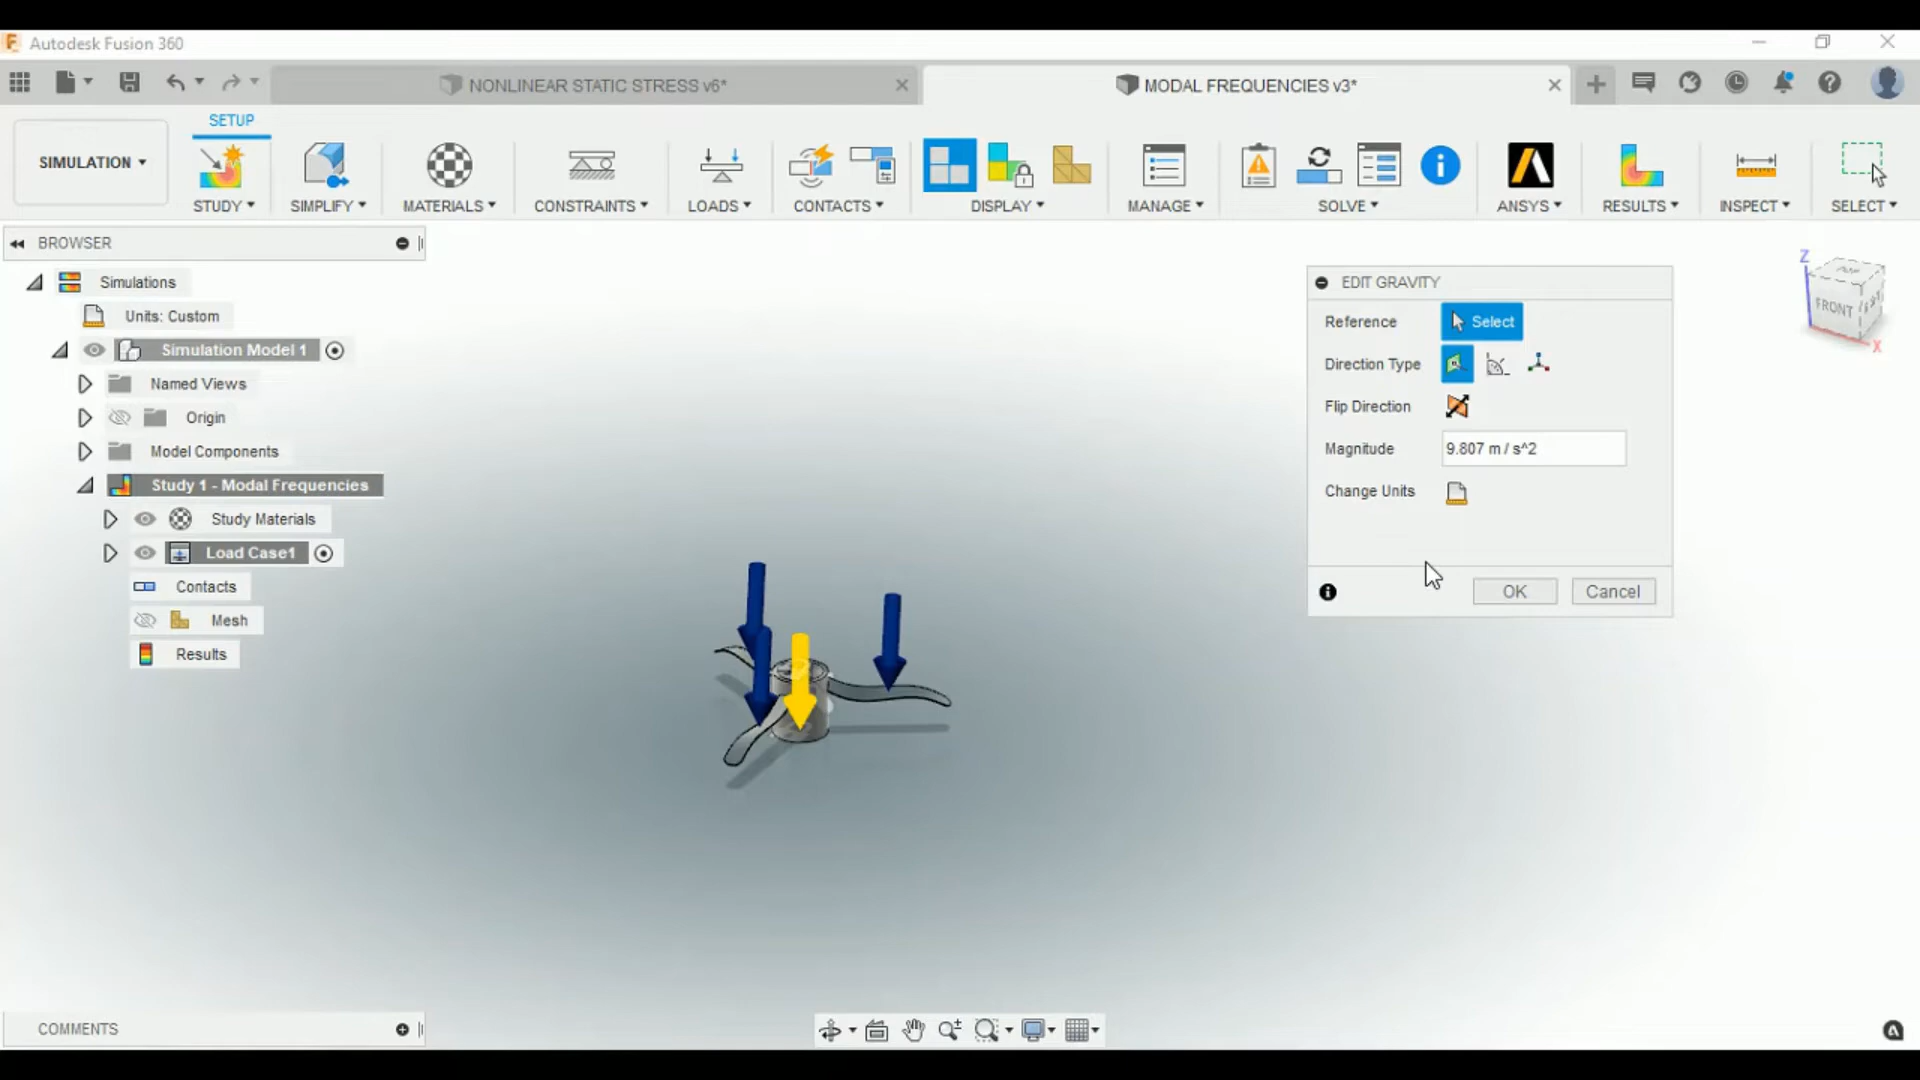 Autodesk Fusion 360
NONLINEAR STATIC STRESS v6*
MODAL FREQUENCIES v3*
SETUP
SIMULATION
STUDY
SIMPLIFY
MATERIALS
CONSTRAINTS
LOADS
CONTACTS
DISPLAY
MANAGE
SOLVE
ANSYS
RESULTS
INSPECT
SELECT
BROWSER
Simulations
Units: Custom
Simulation Model 1
Named Views
Origin
Model Components
Study 1 - Modal Frequencies
Study Materials
Load Case1
Contacts
Mesh
Results
EDIT GRAVITY
Reference
Select
Direction Type
Flip Direction
Magnitude
9.807 m / s^2
Change Units
OK
Cancel
Z
FRONT
X
COMMENTS